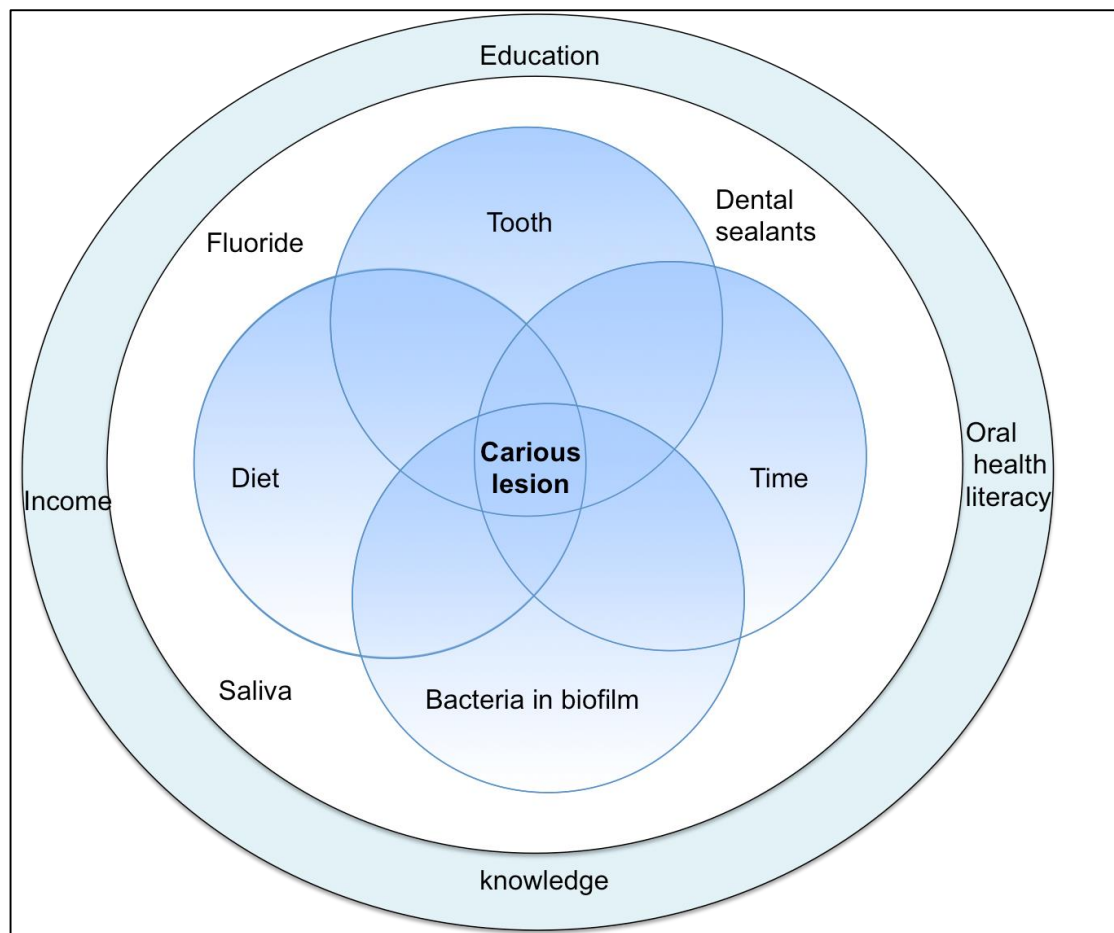 Education
Dental
sealants
Tooth
Fluoride
Oral
health
literacy
Carious
lesion
Diet
Time
Income
Saliva
Bacteria in biofilm
knowledge